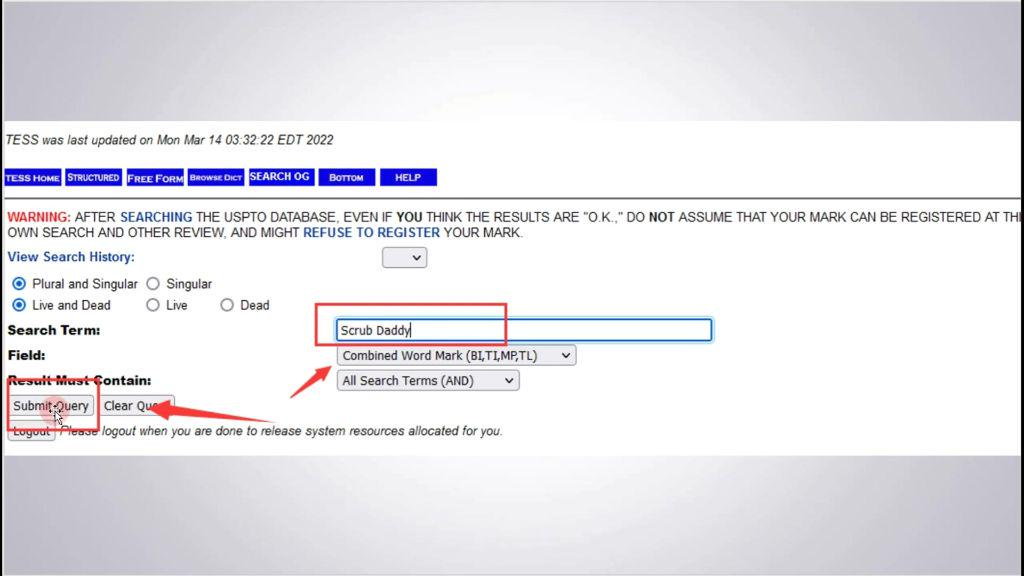 TESS was last updated on Mon Mar 14 03:32:22 EDT 2022
TESS HOME STRUCTURED FREE FORM BROWSE DICT SEARCH OG BOTTOM HELP
WARNING: AFTER SEARCHING THE USPTO DATABASE, EVEN IF YOU THINK THE RESULTS ARE "O.K.," DO NOT ASSUME THAT YOUR MARK CAN BE REGISTERED AT
OWN SEARCH AND OTHER REVIEW, AND MIGHT REFUSE TO REGISTER YOUR MARK.
View Search History:
Plural and Singular Singular
Live and Dead Live Dead
Search Term: Scrub Daddy
Field: Combined Word Mark (BI,TI,MP,TL)
Result Must Contain: All Search Terms (AND)
Submit Query Clear
Logout Please logout when you are done to release system resources allocated for you.